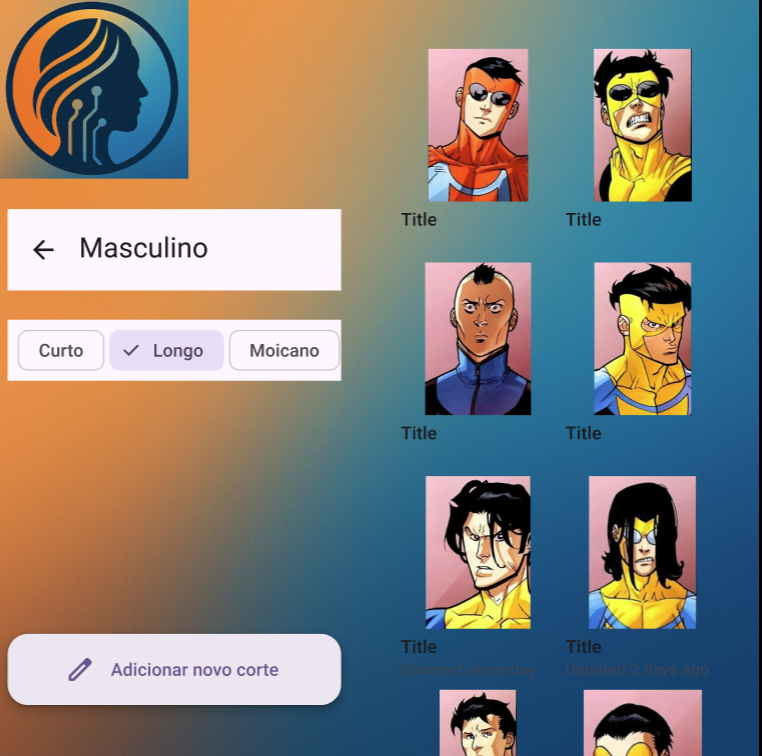 Masculino
Curto
Longo
Moicano
Adicionar novo corte
Title
Title
Title
Title
Title
Title
Updated yesterday
Updated 2 days ago